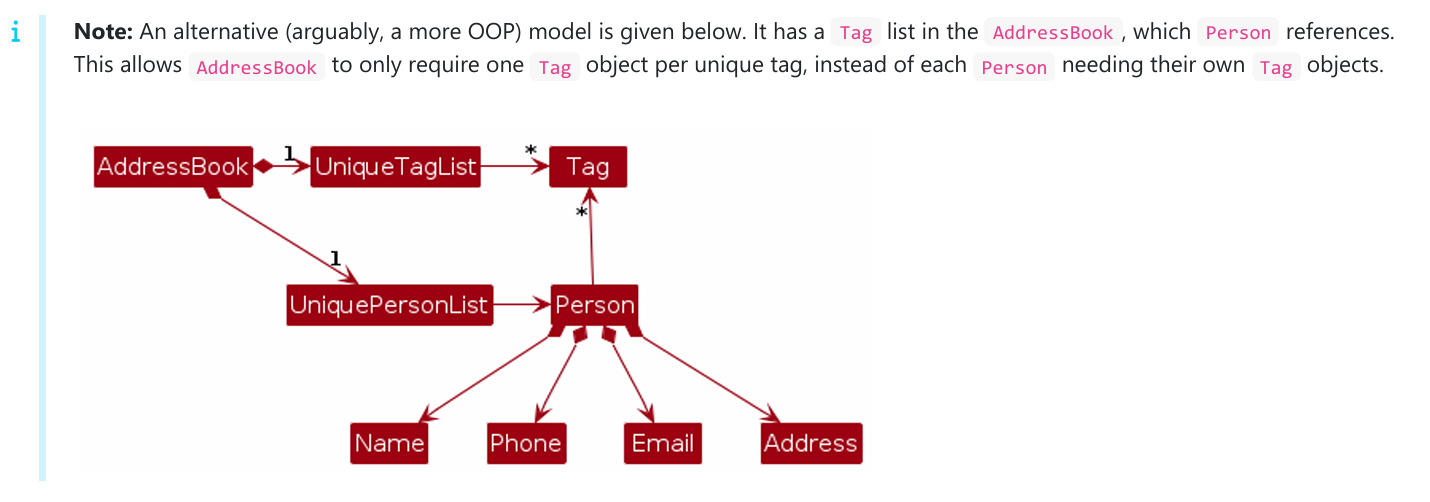 i Note: An alternative (arguably, a more OOP) model is given below. It has a Tag list in the AddressBook, which Person references.
This allows AddressBook to only require one Tag object per unique tag, instead of each Person needing their own Tag objects.
AddressBook 1 UniqueTagList * Tag
*
1
UniquePersonList Person
Name Phone Email Address